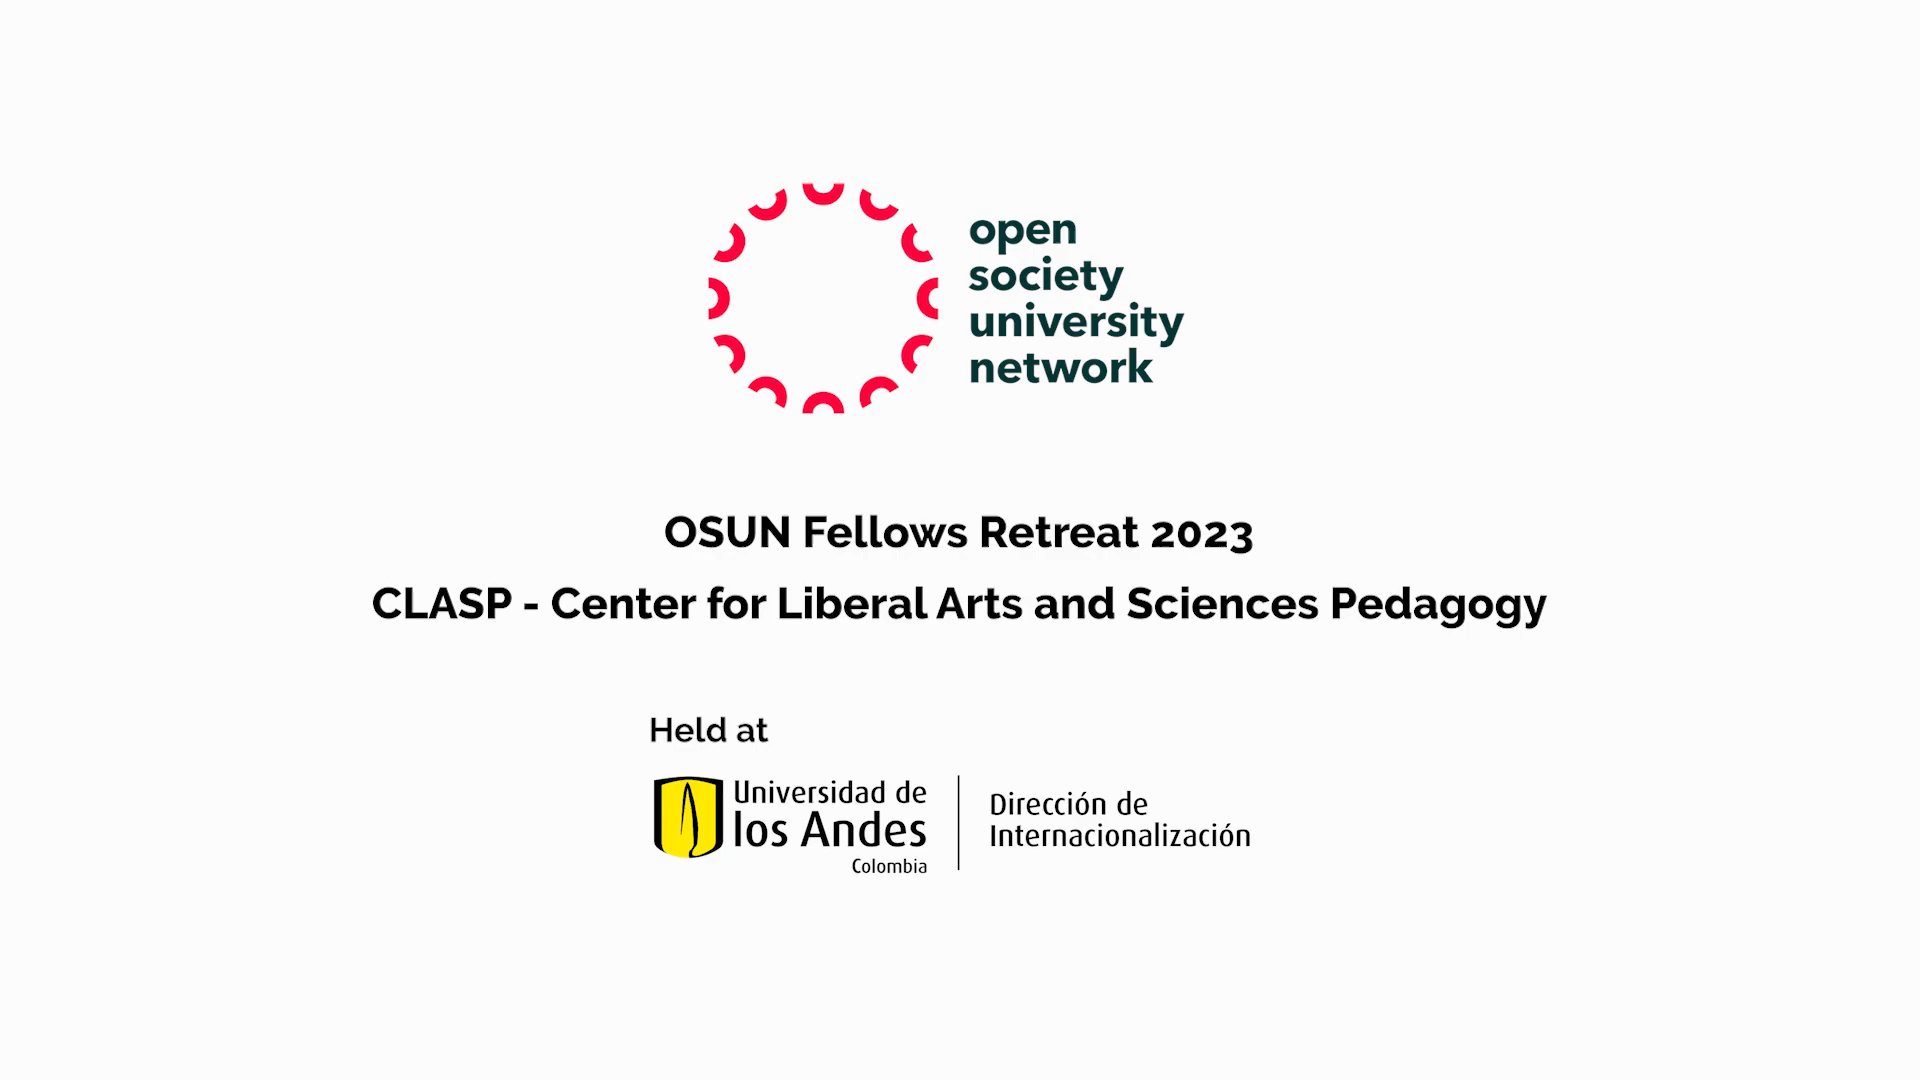 open
society
university
network
OSUN Fellows Retreat 2023
CLASP - Center for Liberal Arts and Sciences Pedagogy
Held at
Universidad de
los Andes
Colombia
Dirección de
Internacionalización